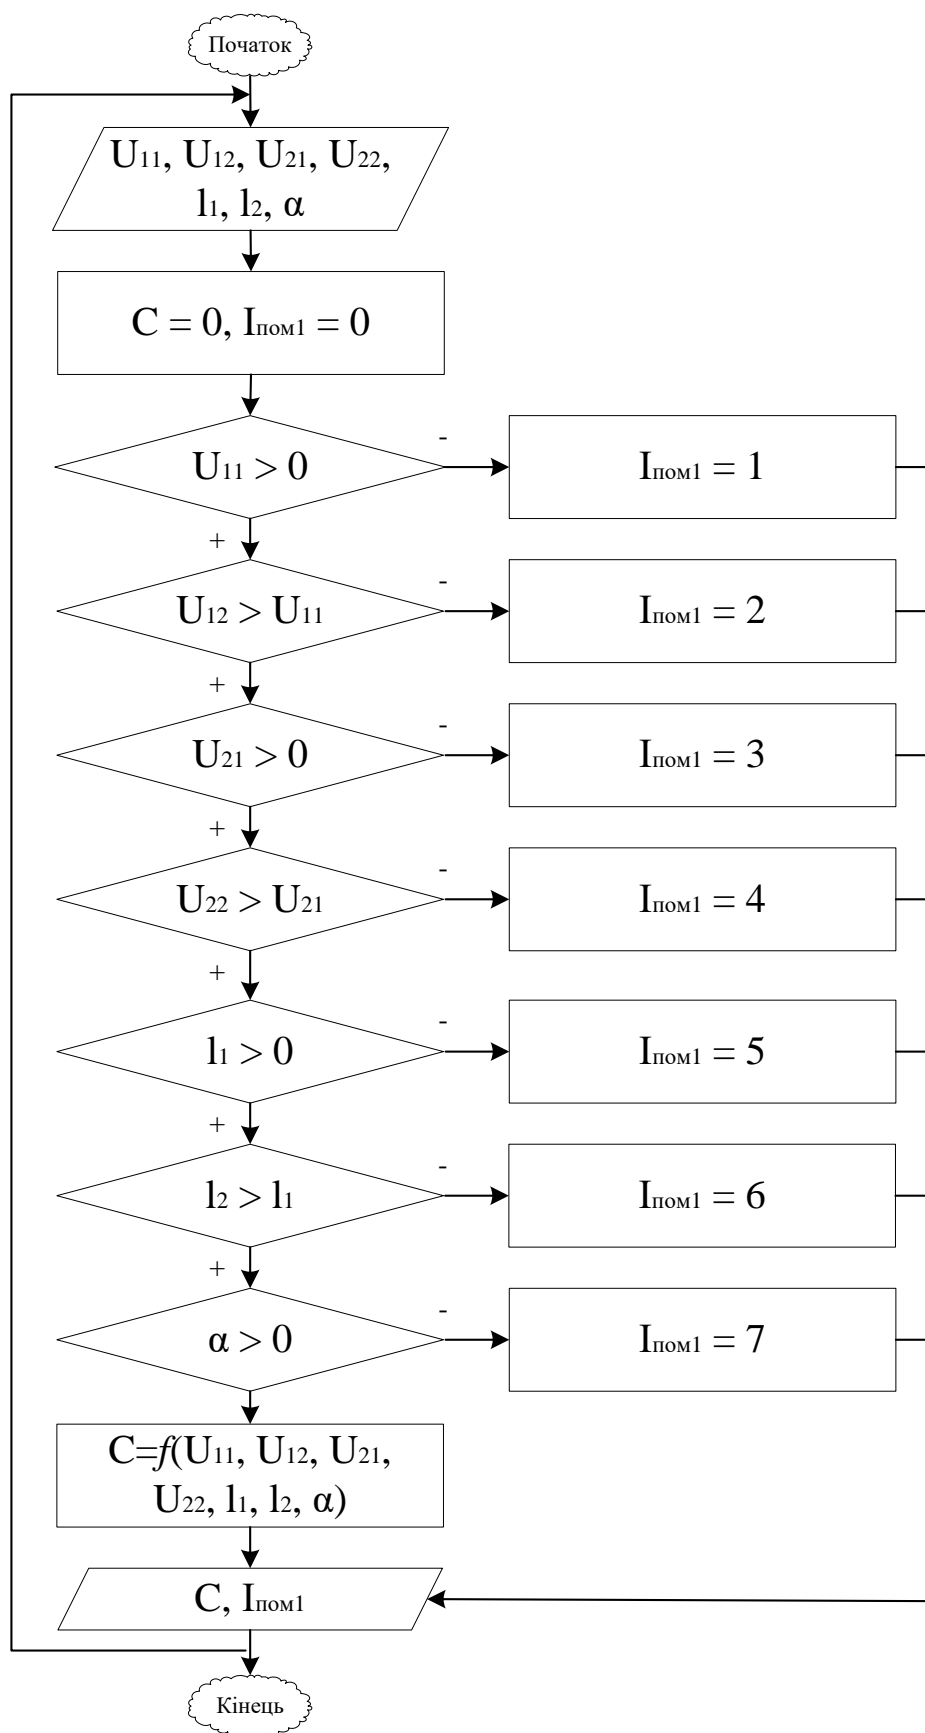 Початок
U₁₁, U₁₂, U₂₁, U₂₂,
l₁, l₂, α
C = 0, Iпом1 = 0
U₁₁ > 0
-
Iпом1 = 1
+
U₁₂ > U₁₁
-
Iпом1 = 2
+
U₂₁ > 0
-
Iпом1 = 3
+
U₂₂ > U₂₁
-
Iпом1 = 4
+
l₁ > 0
-
Iпом1 = 5
+
l₂ > l₁
-
Iпом1 = 6
+
α > 0
-
Iпом1 = 7
C=f(U₁₁, U₁₂, U₂₁,
U₂₂, l₁, l₂, α)
C, Iпом1
Кінець